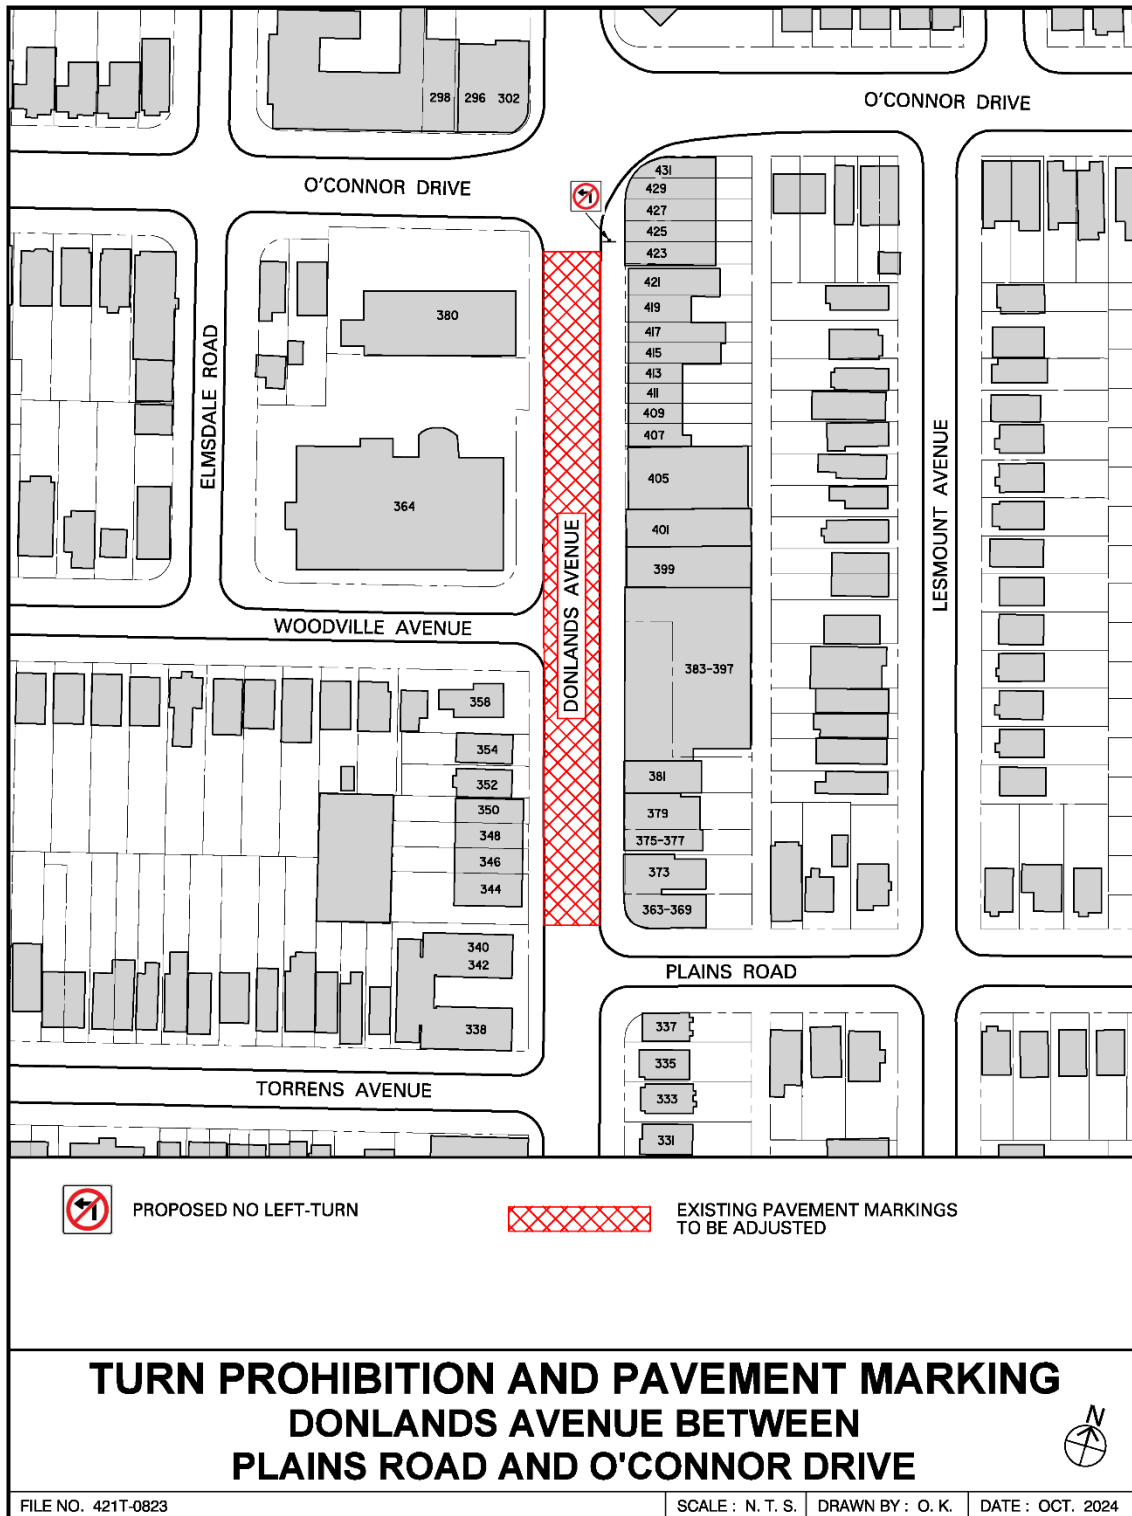 298 296 302
O'CONNOR DRIVE
O'CONNOR DRIVE
431
429
427
425
423
421
419
417
415
413
411
409
407
405
401
399
383-397
381
379
375-377
373
363-369
380
364
ELMSDALE ROAD
DONLANDS AVENUE
LESMOUNT AVENUE
WOODVILLE AVENUE
358
354
352
350
348
346
344
340
342
338
PLAINS ROAD
337
335
333
331
TORRENS AVENUE
PROPOSED NO LEFT-TURN
EXISTING PAVEMENT MARKINGS
TO BE ADJUSTED
TURN PROHIBITION AND PAVEMENT MARKING
DONLANDS AVENUE BETWEEN
PLAINS ROAD AND O'CONNOR DRIVE
N
FILE NO. 421T-0823
SCALE : N. T. S.
DRAWN BY : O. K.
DATE : OCT. 2024